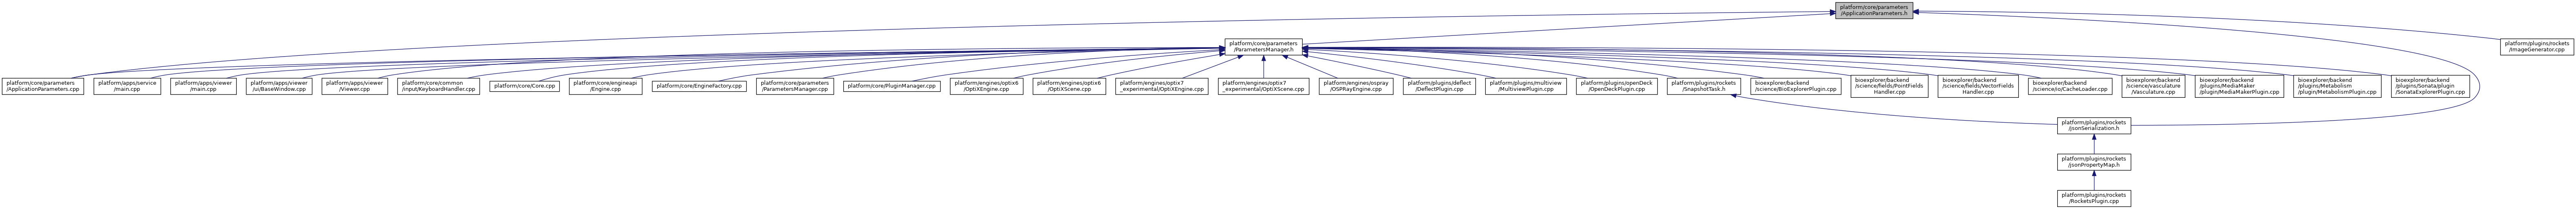 platform/core/parameters
/ApplicationParameters.h
platform/core/parameters
/ParametersManager.h
platform/plugins/rockets
/ImageGenerator.cpp
platform/core/parameters
/ApplicationParameters.cpp
platform/apps/service
/main.cpp
platform/apps/viewer
/main.cpp
platform/apps/viewer
/ui/BaseWindow.cpp
platform/apps/viewer
/Viewer.cpp
platform/core/common
/input/KeyboardHandler.cpp
platform/core/Core.cpp
platform/core/engineapi
/Engine.cpp
platform/core/EngineFactory.cpp
platform/core/parameters
/ParametersManager.cpp
platform/core/PluginManager.cpp
platform/engines/optix6
/OptiXEngine.cpp
platform/engines/optix6
/OptiXScene.cpp
platform/engines/optix7
_experimental/OptiXEngine.cpp
platform/engines/optix7
_experimental/OptiXScene.cpp
platform/engines/ospray
/OSPRayEngine.cpp
platform/plugins/deflect
/DeflectPlugin.cpp
platform/plugins/multiview
/MultiviewPlugin.cpp
platform/plugins/openDeck
/OpenDeckPlugin.cpp
platform/plugins/rockets
/SnapshotTask.h
bioexplorer/backend
/science/BioExplorerPlugin.cpp
bioexplorer/backend
/science/fields/PointFields
Handler.cpp
bioexplorer/backend
/science/fields/VectorFields
Handler.cpp
bioexplorer/backend
/science/io/CacheLoader.cpp
bioexplorer/backend
/science/vasculature
/Vasculature.cpp
bioexplorer/backend
/plugins/MediaMaker
/plugin/MediaMakerPlugin.cpp
bioexplorer/backend
/plugins/Metabolism
/plugin/MetabolismPlugin.cpp
bioexplorer/backend
/plugins/Sonata/plugin
/SonataExplorerPlugin.cpp
platform/plugins/rockets
/jsonSerialization.h
platform/plugins/rockets
/jsonPropertyMap.h
platform/plugins/rockets
/RocketsPlugin.cpp